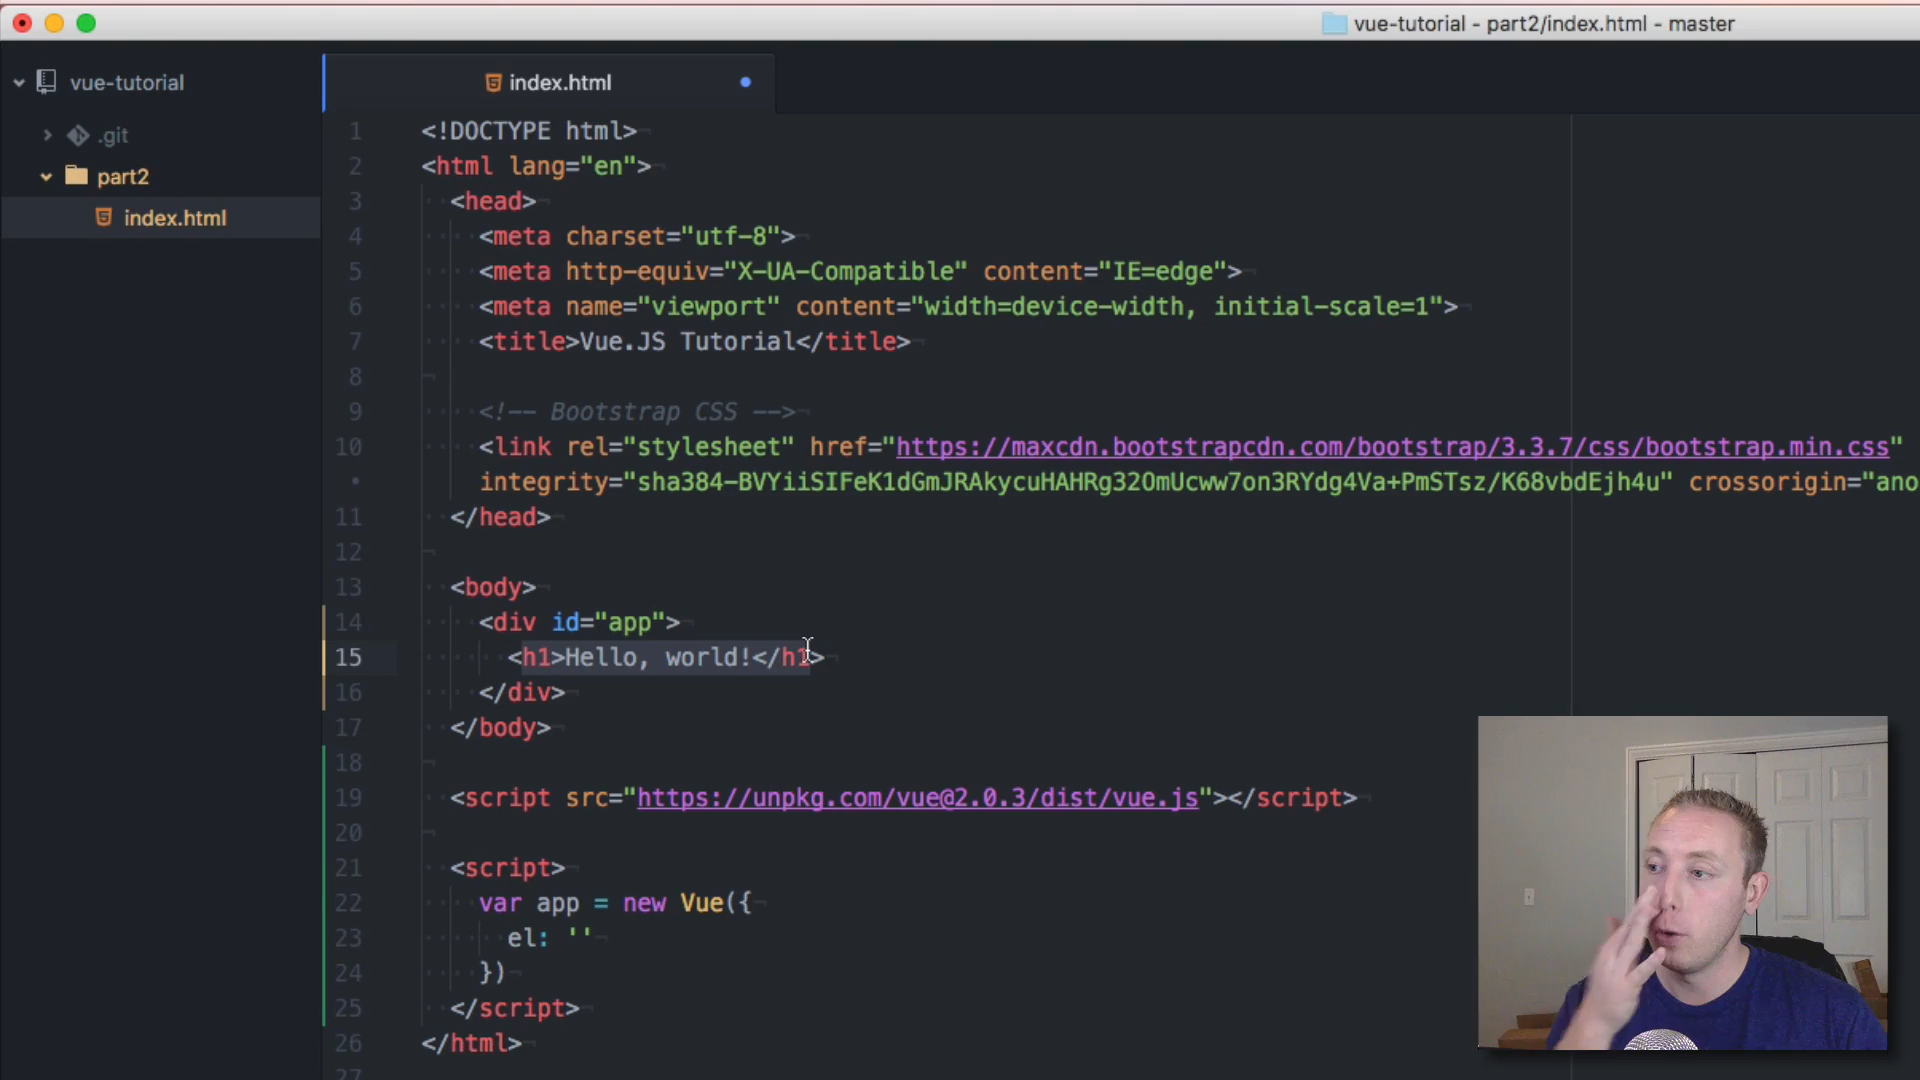 vue-tutorial - part2/index.html - master
vue-tutorial
.git
part2
index.html
index.html
1 <!DOCTYPE html>
2 <html lang="en">
3 <head>
4 <meta charset="utf-8">
5 <meta http-equiv="X-UA-Compatible" content="IE=edge">
6 <meta name="viewport" content="width=device-width, initial-scale=1">
7 <title>Vue.JS Tutorial</title>
8
9 <!-- Bootstrap CSS -->
10 <link rel="stylesheet" href="https://maxcdn.bootstrapcdn.com/bootstrap/3.3.7/css/bootstrap.min.css"
• integrity="sha384-BVYiiSIFeK1dGmJRAkycuHAHRg32OmUcww7on3RYdg4Va+PmSTsz/K68vbdEjh4u" crossorigin="ano
11 </head>
12
13 <body>
14 <div id="app">
15 <h1>Hello, world!</h1>
16 </div>
17 </body>
18
19 <script src="https://unpkg.com/vue@2.0.3/dist/vue.js"></script>
20
21 <script>
22 var app = new Vue({
23 el: ''
24 })
25 </script>
26 </html>
27